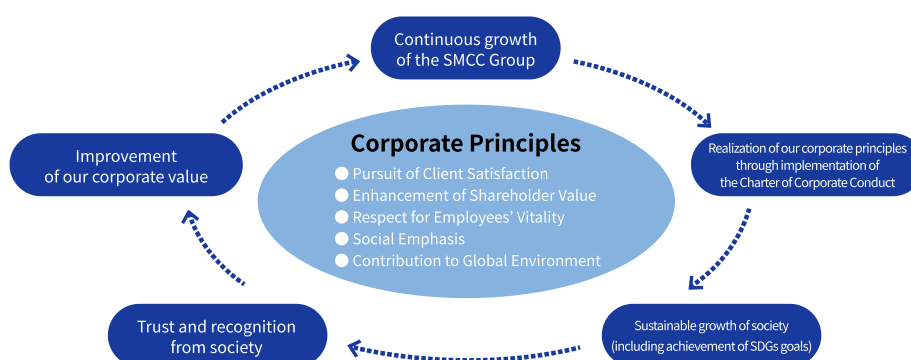 Continuous growth
of the SMCC Group
Realization of our corporate principles
through implementation of
the Charter of Corporate Conduct
Improvement
of our corporate value
Corporate Principles
Pursuit of Client Satisfaction
Enhancement of Shareholder Value
Respect for Employees’ Vitality
Social Emphasis
Contribution to Global Environment
Sustainable growth of society
(including achievement of SDGs goals)
Trust and recognition
from society